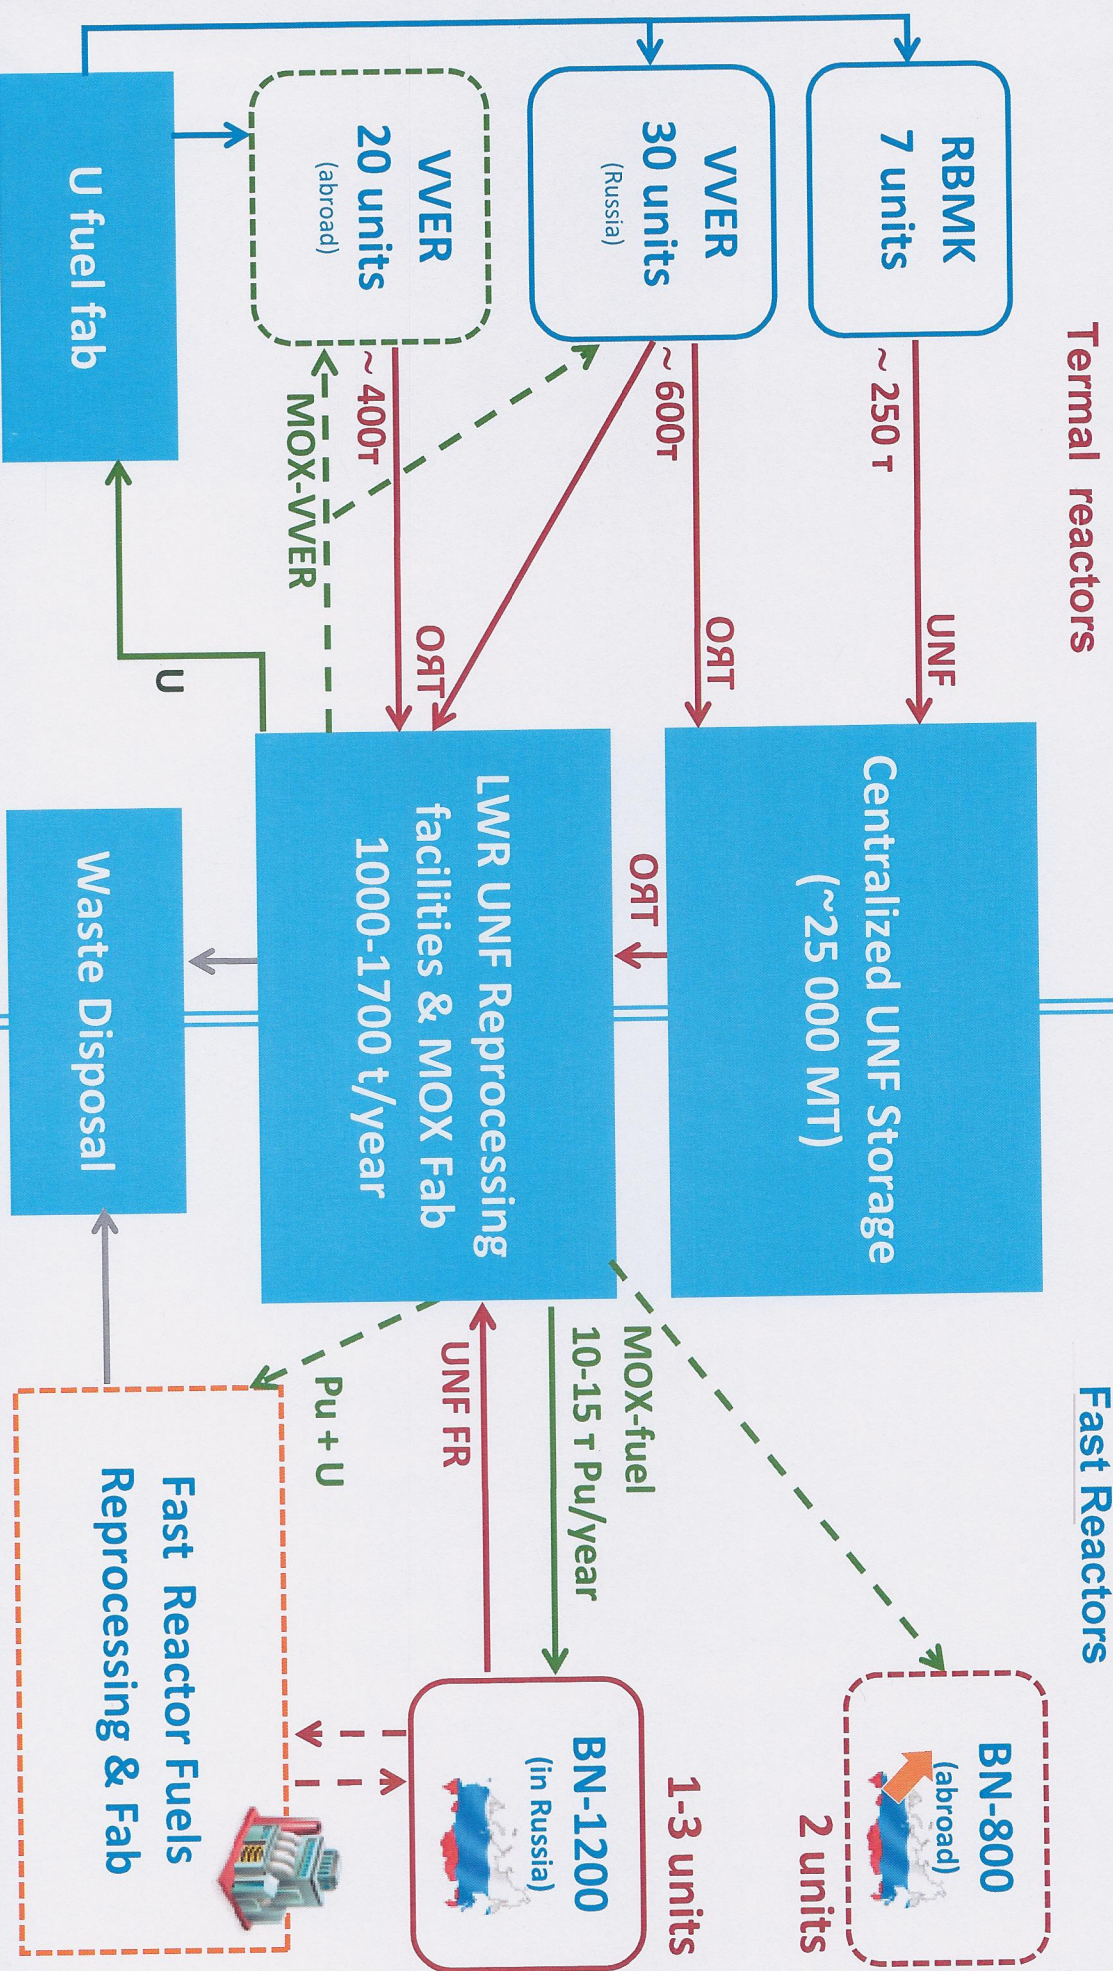 Termal reactors
Fast Reactors
RBMK
7 units
~ 250 т
UNF
Centralized UNF Storage
(~25 000 MT)
BN-800
(abroad)
2 units
VVER
30 units
(Russia)
~ 600т
ОЯТ
ОЯТ
MOX-fuel
1-3 units
10-15 т Pu/year
BN-1200
(in Russia)
VVER
20 units
(abroad)
~ 400т
ОЯТ
LWR UNF Reprocessing
facilities & MOX Fab
1000-1700 t/year
UNF FR
MOX-VVER
Pu + U
U
U fuel fab
Waste Disposal
Fast Reactor Fuels
Reprocessing & Fab